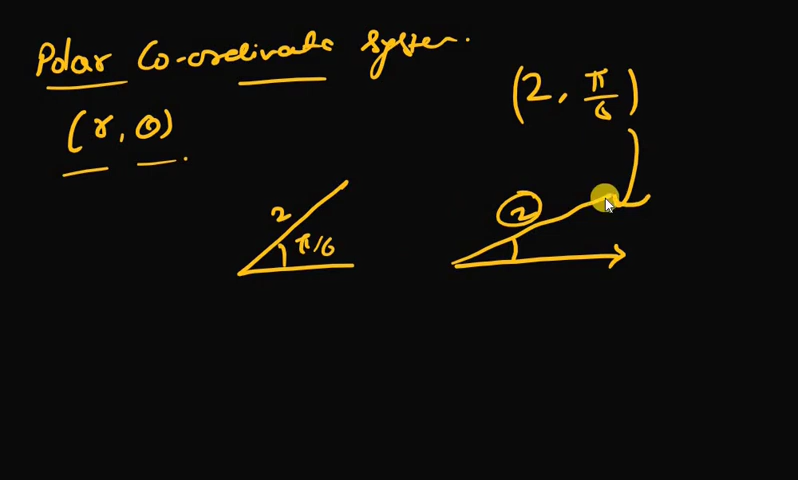 Polar Co-ordinate system.
(r, θ)
(2, π/6)
2
π/6
2